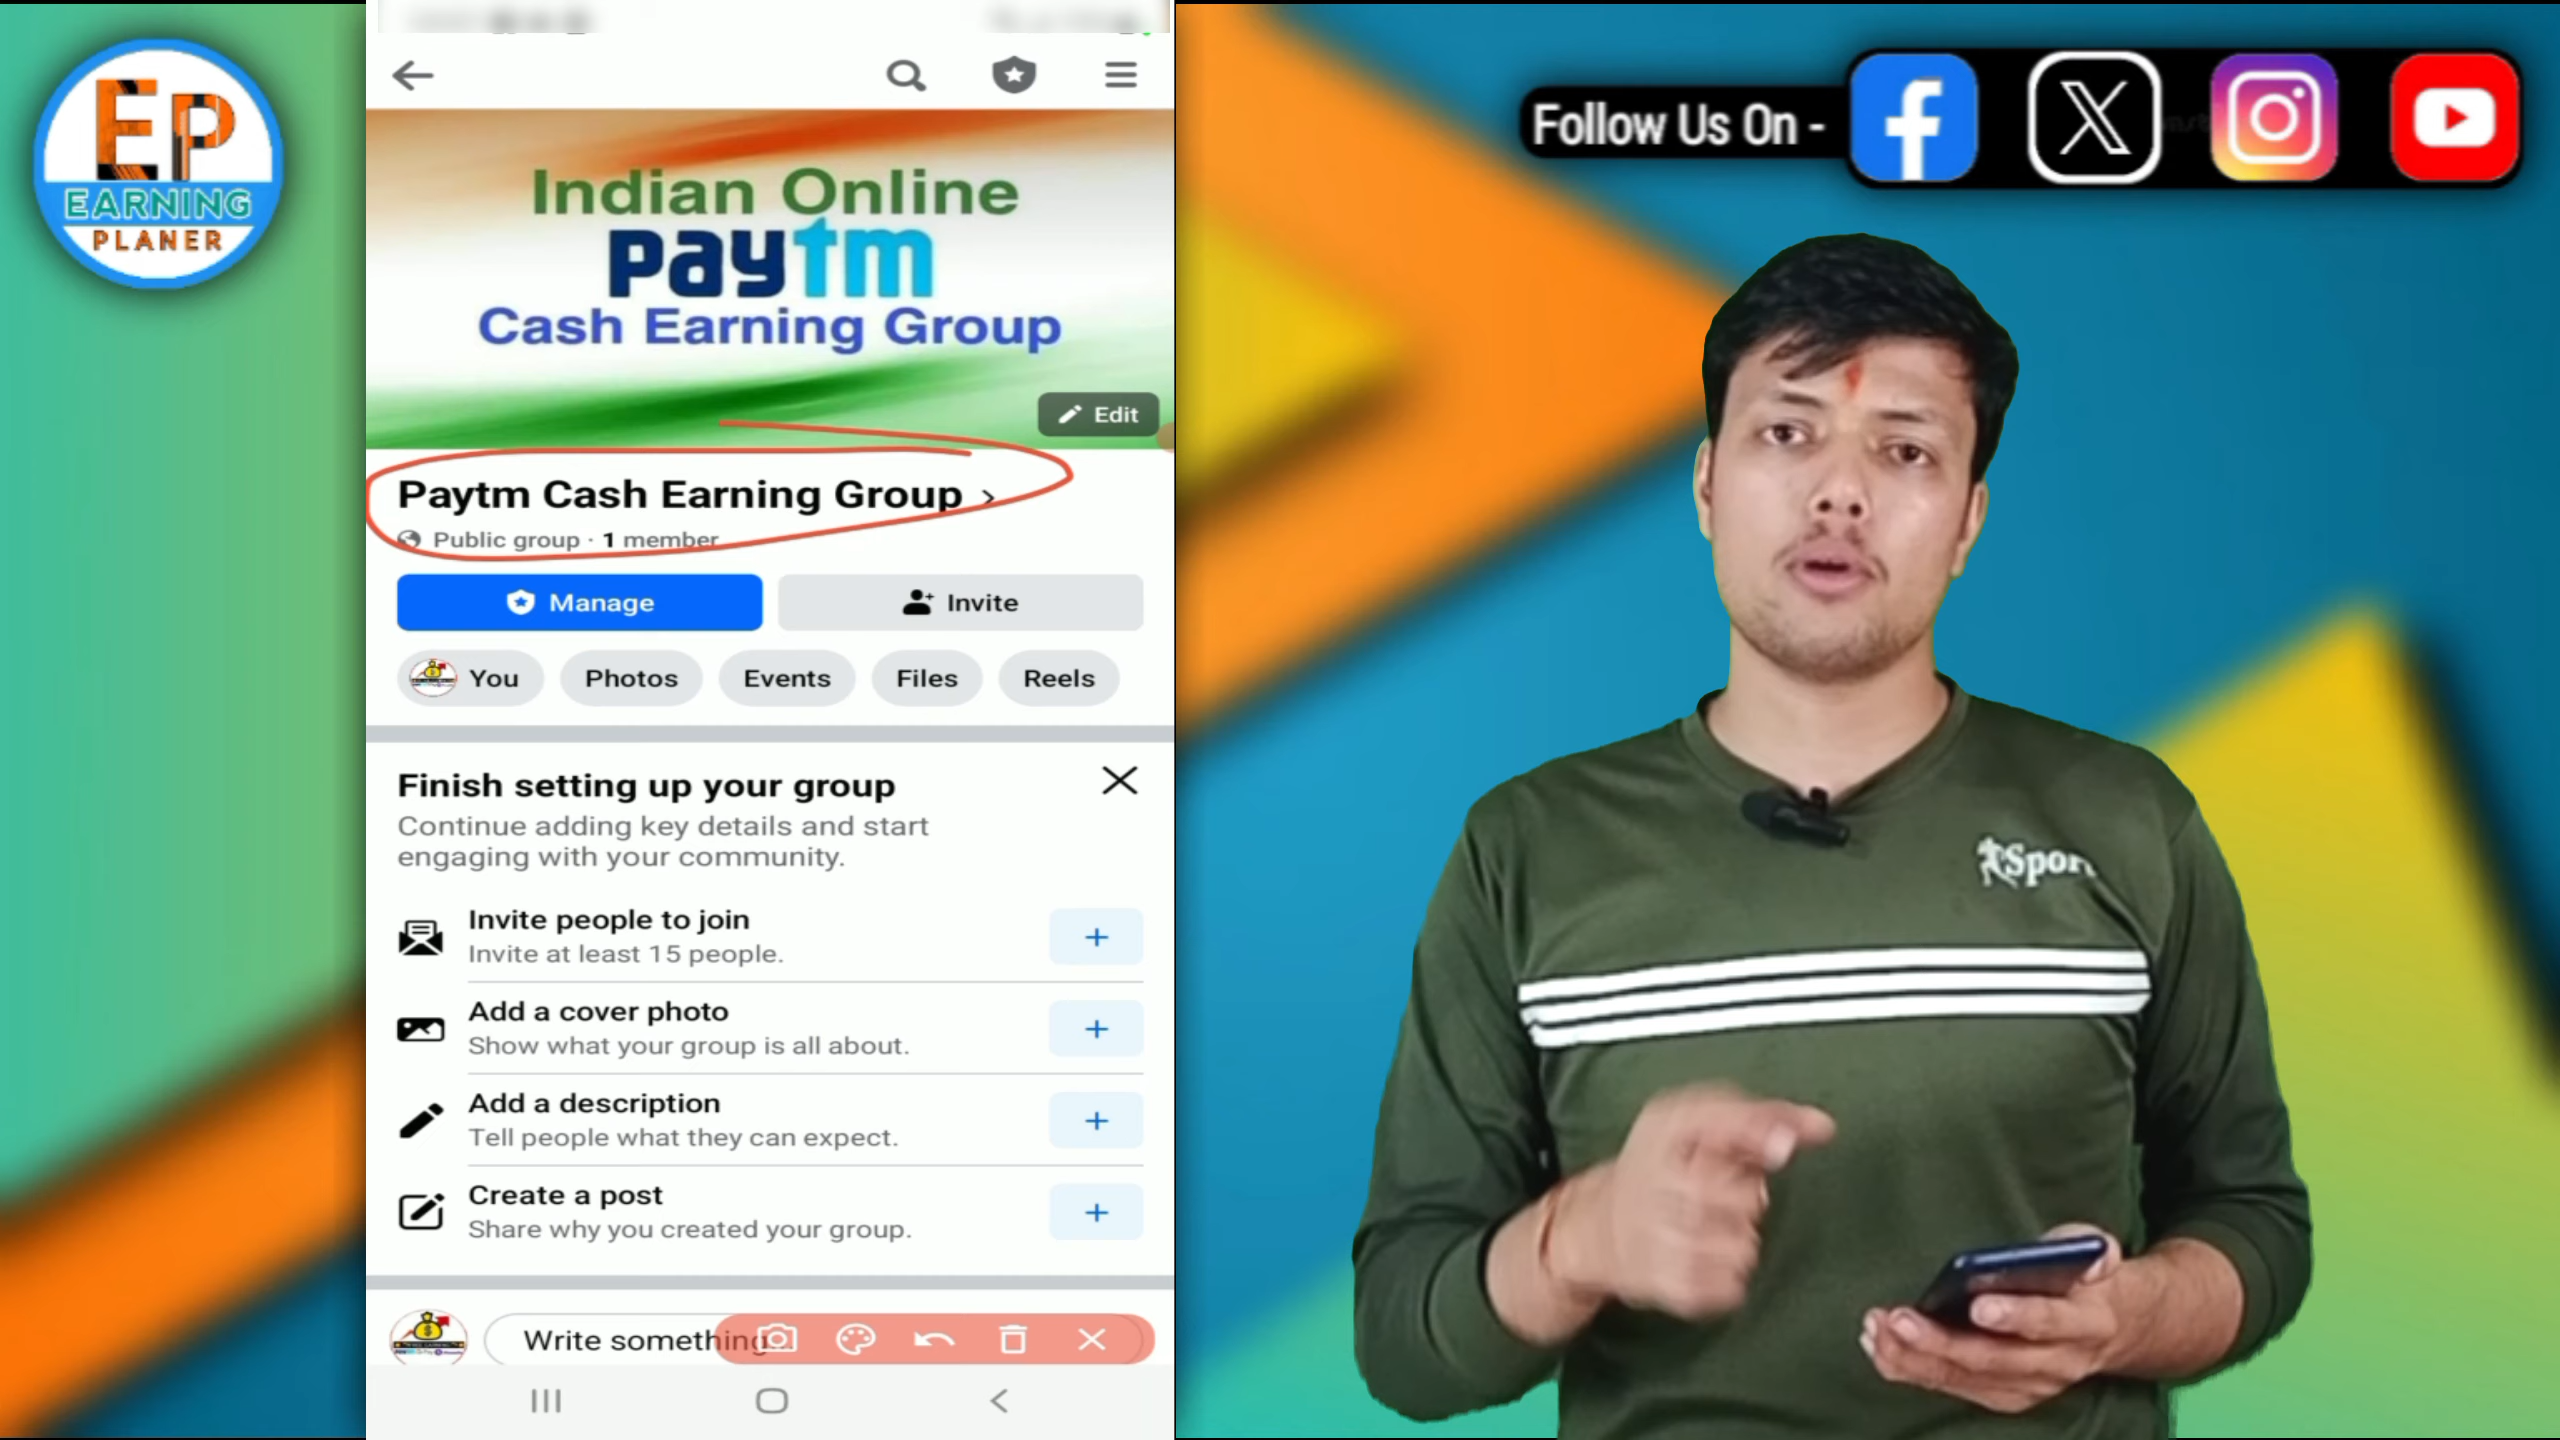 EP
EARNING
PLANER
Indian Online
paytm
Cash Earning Group
Edit
Paytm Cash Earning Group
Public group · 1 member
Manage
Invite
You
Photos
Events
Files
Reels
Finish setting up your group
Continue adding key details and start
engaging with your community.
Invite people to join
Invite at least 15 people.
Add a cover photo
Show what your group is all about.
Add a description
Tell people what they can expect.
Create a post
Share why you created your group.
Write something
Follow Us On -
Sport